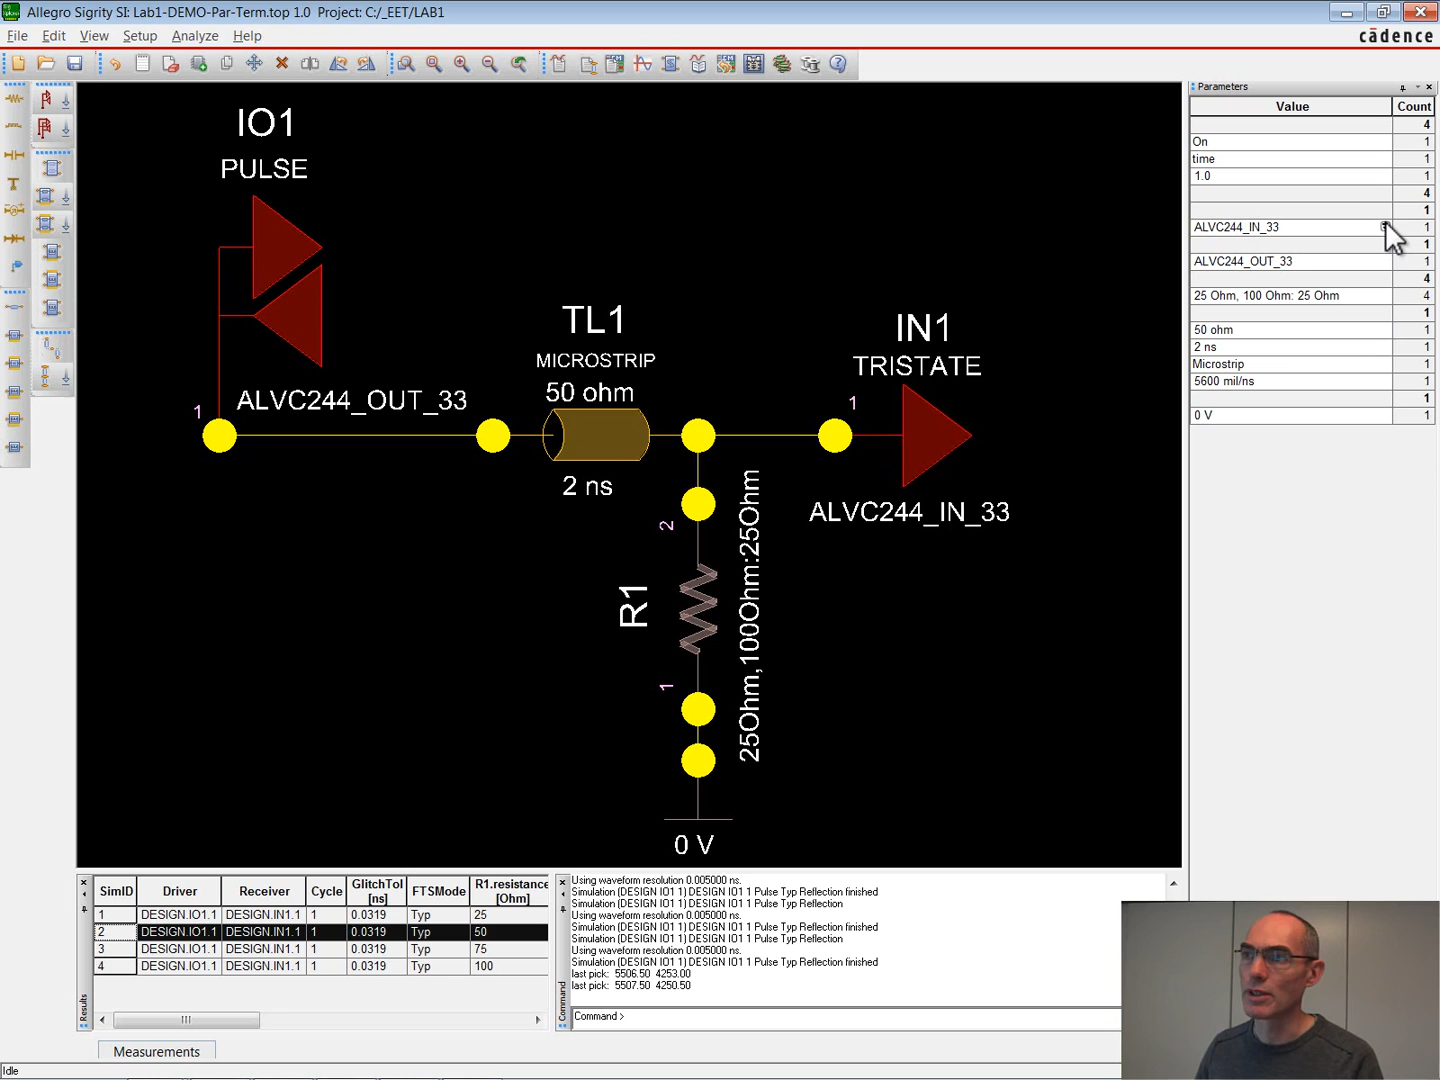 Allegro Sigrity SI: Lab1-DEMO-Par-Term.top 1.0 Project: C:/_EET/LAB1
File Edit View Setup Analyze Help
cādence
IO1
PULSE
ALVC244_OUT_33
1
TL1
MICROSTRIP
50 ohm
2 ns
IN1
TRISTATE
1
ALVC244_IN_33
2
R1
25Ohm,100Ohm:25Ohm
1
0 V
Parameters
Value Count
4
On 1
time 1
1.0 1
4
1
ALVC244_IN_33 1
1
ALVC244_OUT_33 1
4
25 Ohm, 100 Ohm: 25 Ohm 4
1
50 ohm 1
2 ns 1
Microstrip 1
5600 mil/ns 1
1
0 V 1
SimID Driver Receiver Cycle GlitchTol [ns] FTSMode R1.resistance [Ohm]
1 DESIGN.IO1.1 DESIGN.IN1.1 1 0.0319 Typ 25
2 DESIGN.IO1.1 DESIGN.IN1.1 1 0.0319 Typ 50
3 DESIGN.IO1.1 DESIGN.IN1.1 1 0.0319 Typ 75
4 DESIGN.IO1.1 DESIGN.IN1.1 1 0.0319 Typ 100
Results
Measurements
Using waveform resolution 0.005000 ns.
Simulation (DESIGN IO1 1) DESIGN IO1 1 Pulse Typ Reflection finished
Simulation (DESIGN IO1 1) DESIGN IO1 1 Pulse Typ Reflection
Using waveform resolution 0.005000 ns.
Simulation (DESIGN IO1 1) DESIGN IO1 1 Pulse Typ Reflection finished
Simulation (DESIGN IO1 1) DESIGN IO1 1 Pulse Typ Reflection
Using waveform resolution 0.005000 ns.
Simulation (DESIGN IO1 1) DESIGN IO1 1 Pulse Typ Reflection finished
last pick: 5506.50 4253.00
last pick: 5507.50 4250.50
Command
Command >
Idle